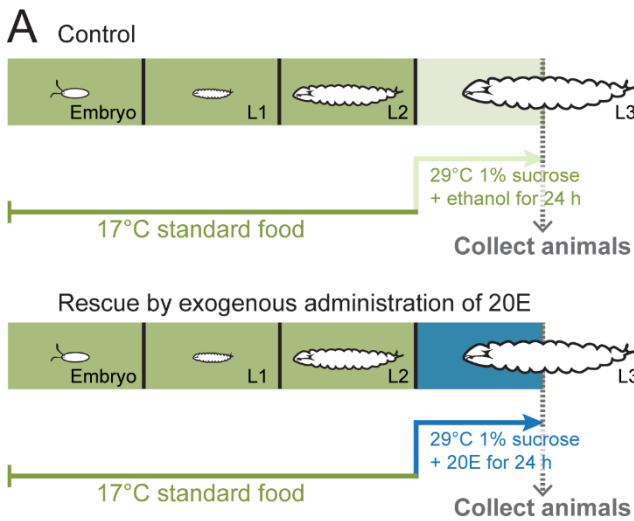 A
Control
Embryo
L1
L2
L3
29°C 1% sucrose
+ ethanol for 24 h
17°C standard food
Collect animals
Rescue by exogenous administration of 20E
Embryo
L1
L2
L3
29°C 1% sucrose
+ 20E for 24 h
17°C standard food
Collect animals